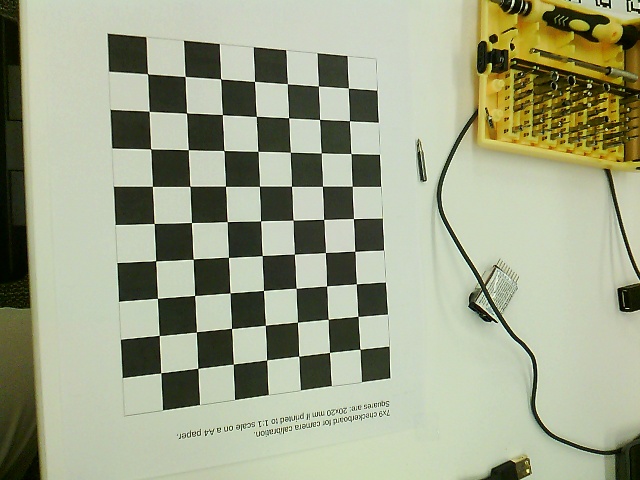 7x9 checkerboard for camera calibration.
Squares are: 20x20 mm if printed to 1:1 scale on a A4 paper.